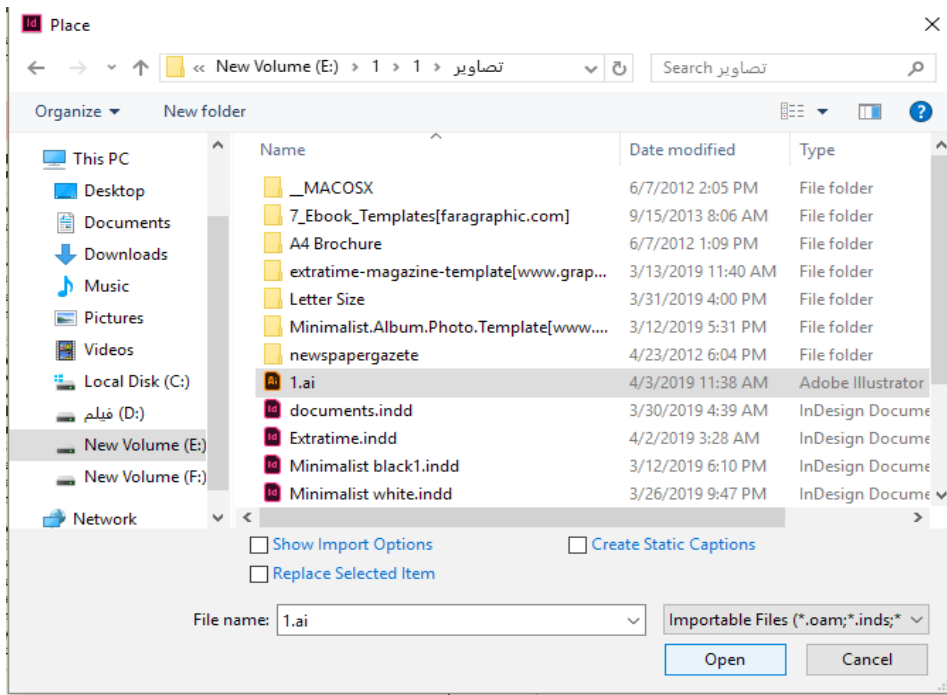 Id Place
« New Volume (E:) › 1 › 1 › تصاویر
Search تصاویر
Organize New folder
?
This PC
Desktop
Documents
Downloads
Music
Pictures
Videos
Local Disk (C:)
فیلم (D:)
New Volume (E:)
New Volume (F:)
Network
Name Date modified Type
__MACOSX 6/7/2012 2:05 PM File folder
7_Ebook_Templates[faragraphic.com] 9/15/2013 8:06 AM File folder
A4 Brochure 6/7/2012 1:09 PM File folder
extratime-magazine-template[www.grap... 3/13/2019 11:40 AM File folder
Letter Size 3/31/2019 4:00 PM File folder
Minimalist.Album.Photo.Template[www.... 3/12/2019 5:31 PM File folder
newspapergazete 4/23/2012 6:04 PM File folder
Ai 1.ai 4/3/2019 11:38 AM Adobe Illustrator
Id documents.indd 3/30/2019 4:39 AM InDesign Docume
Id Extratime.indd 4/2/2019 3:28 AM InDesign Docume
Id Minimalist black1.indd 3/12/2019 6:10 PM InDesign Docume
Id Minimalist white.indd 3/26/2019 9:47 PM InDesign Docume
Show Import Options Create Static Captions
Replace Selected Item
File name: 1.ai Importable Files (*.oam;*.inds;*
Open Cancel